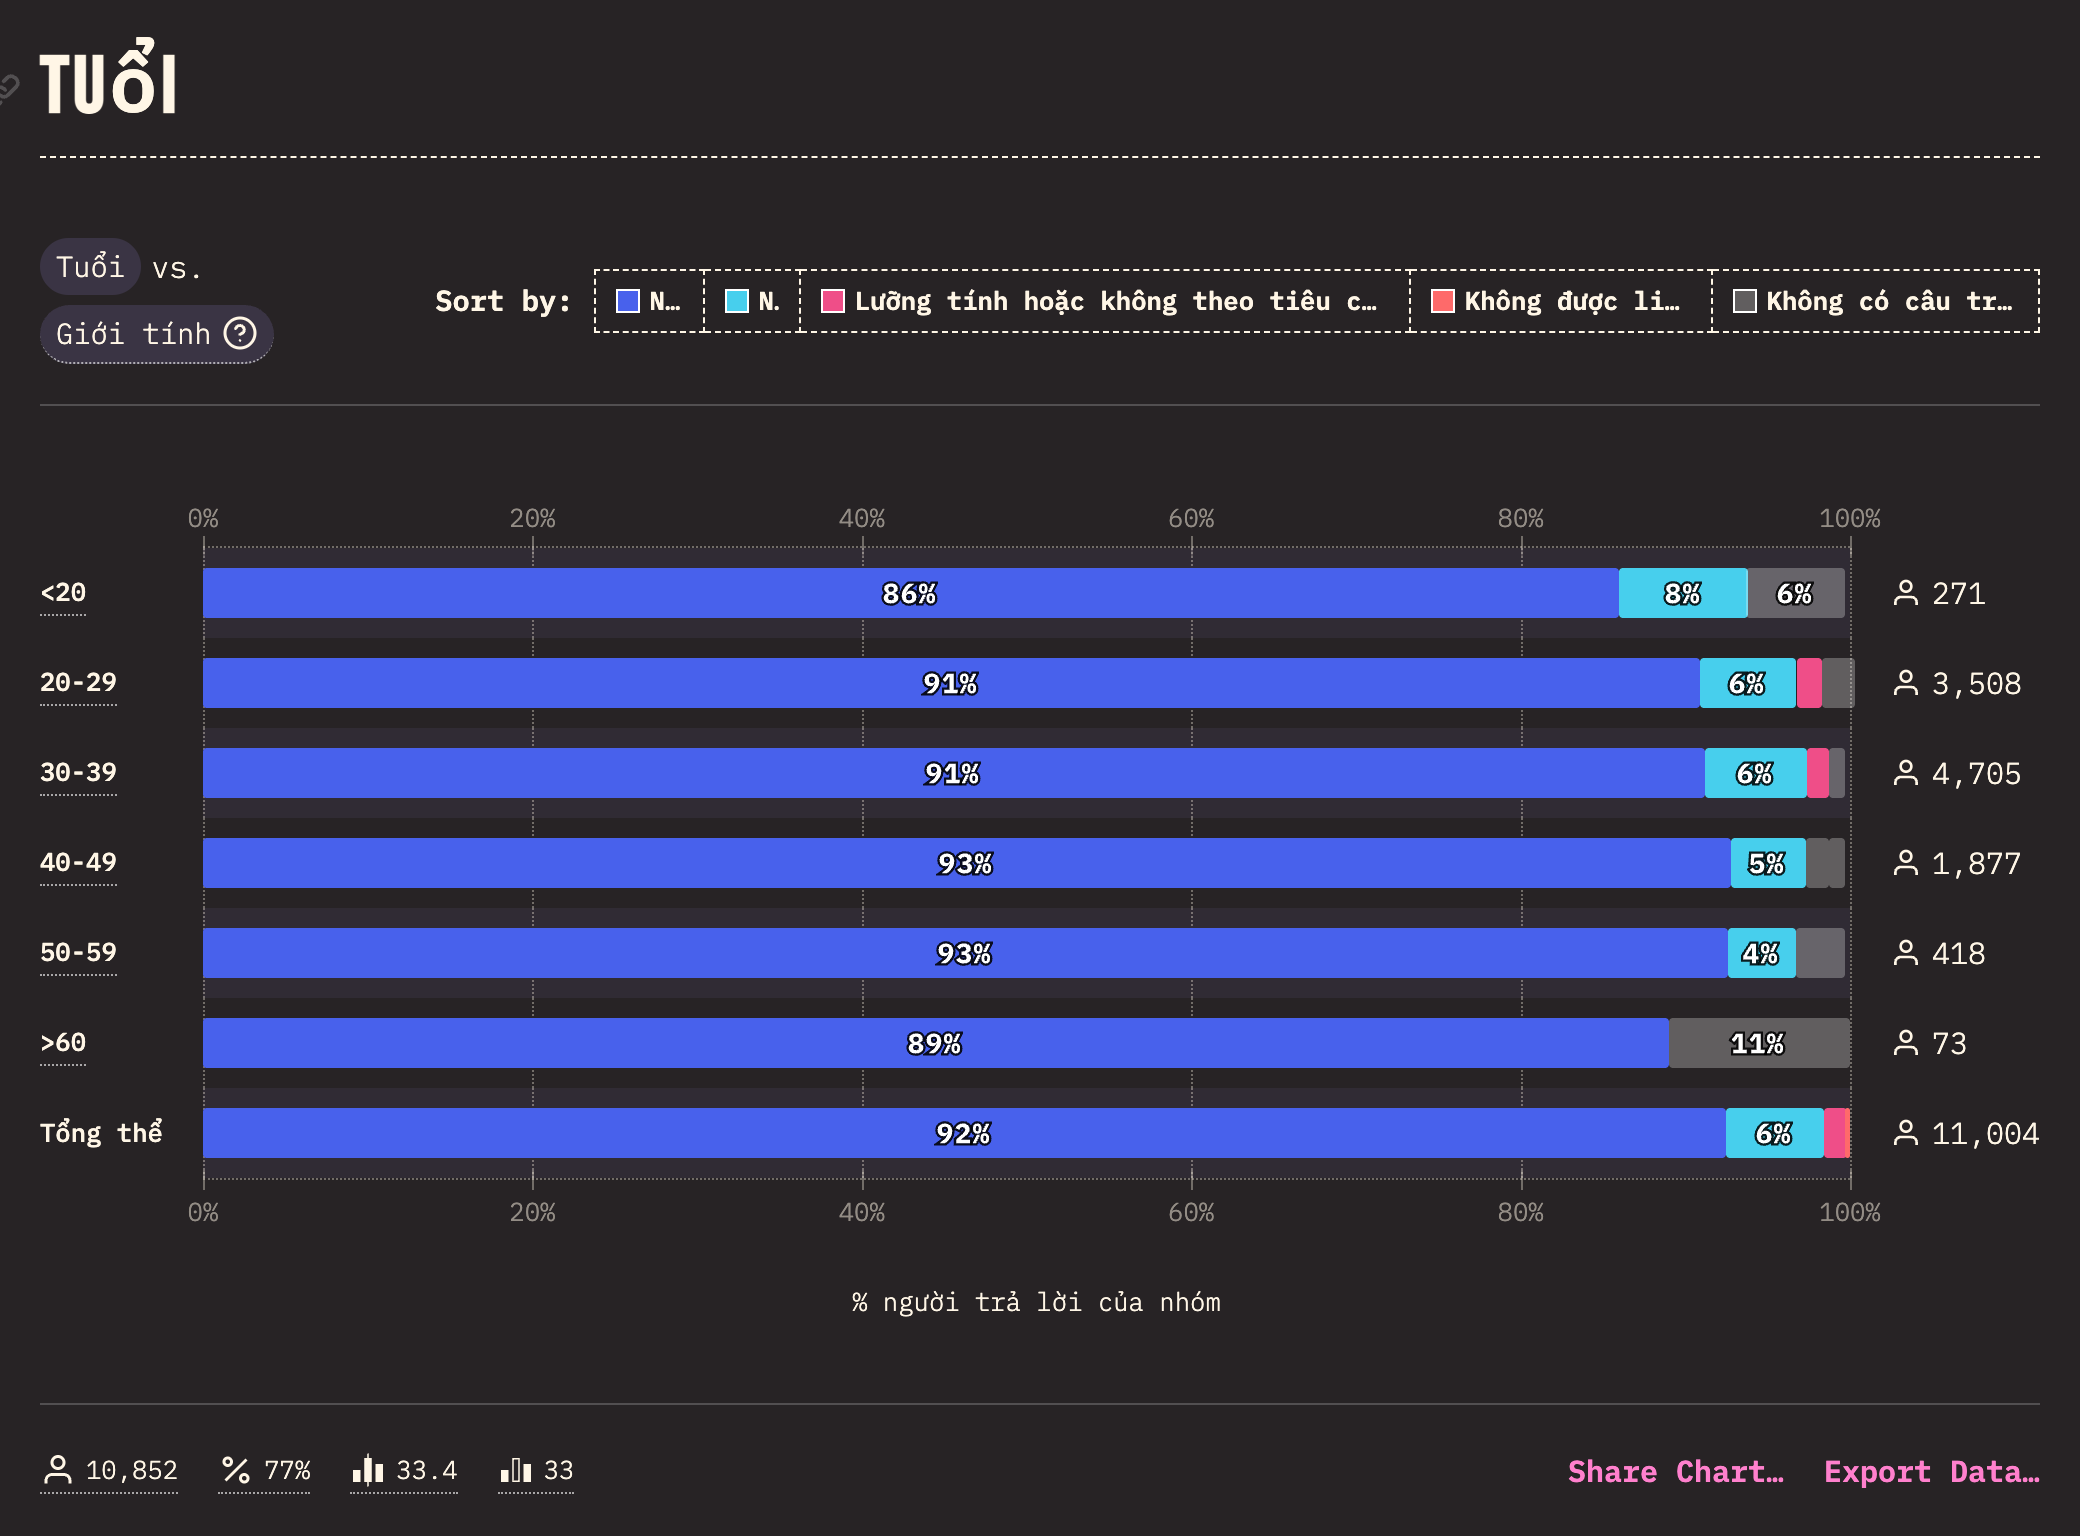 Tuổi
Tuổi vs.
Giới tính ?
Sort by: N… N. Lưỡng tính hoặc không theo tiêu c… Không được li… Không có câu tr…
0% 20% 40% 60% 80% 100%
<20 86% 8% 6% 271
20-29 91% 6% 3,508
30-39 91% 6% 4,705
40-49 93% 5% 1,877
50-59 93% 4% 418
>60 89% 11% 73
Tổng thể 92% 6% 11,004
0% 20% 40% 60% 80% 100%
% người trả lời của nhóm
10,852 % 77% 33.4 33 Share Chart… Export Data…